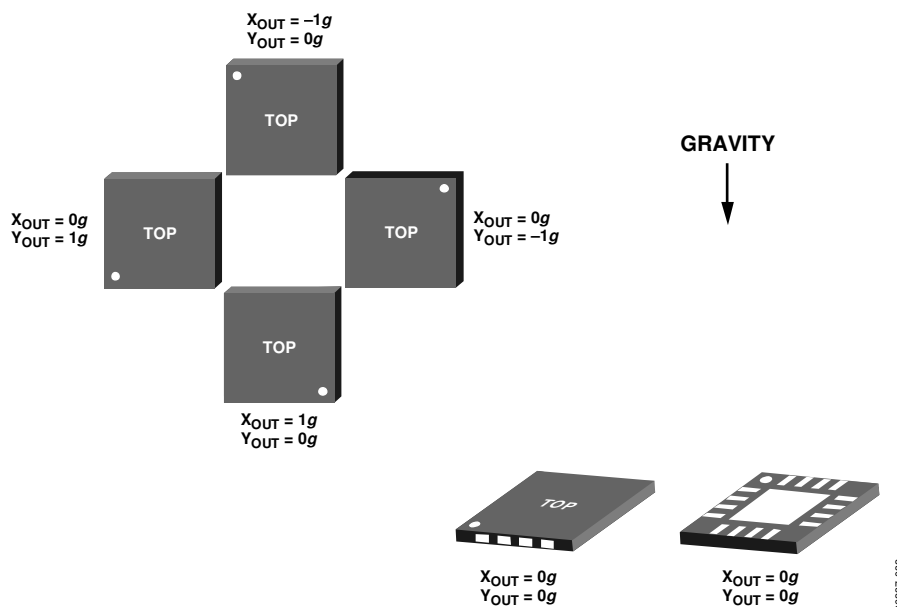 XOUT = –1g
YOUT = 0g
TOP
GRAVITY
XOUT = 0g
YOUT = 1g
TOP
TOP
XOUT = 0g
YOUT = –1g
TOP
XOUT = 1g
YOUT = 0g
TOP
XOUT = 0g
YOUT = 0g
XOUT = 0g
YOUT = 0g